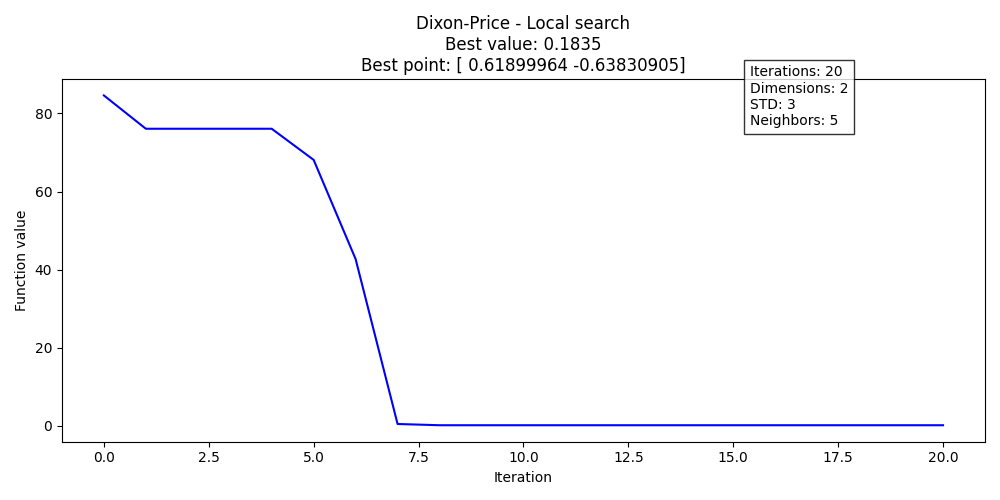 Dixon-Price - Local search
Best value: 0.1835
Best point: [ 0.61899964 -0.63830905]
Iterations: 20
Dimensions: 2
STD: 3
Neighbors: 5
80
60
40
20
0
Function value
0.0 2.5 5.0 7.5 10.0 12.5 15.0 17.5 20.0
Iteration